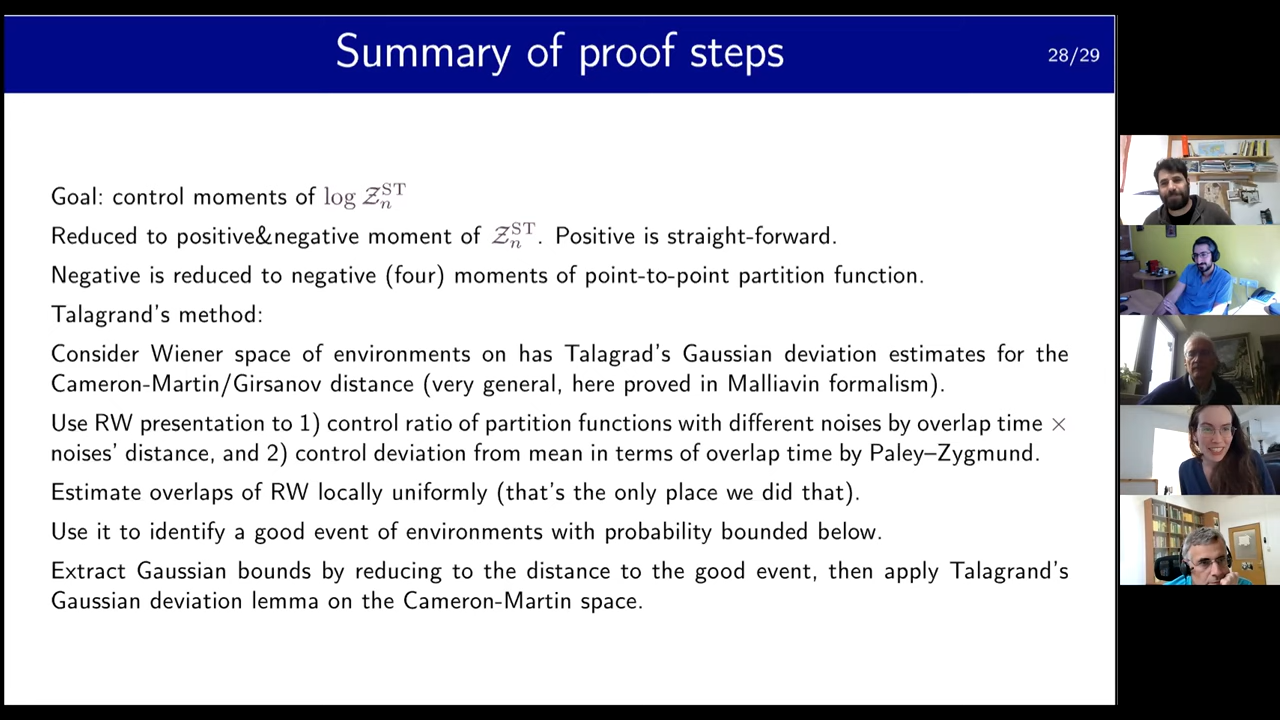 Summary of proof steps
28/29
Goal: control moments of log 𝒵ₙˢᵀ
Reduced to positive&negative moment of 𝒵ₙˢᵀ. Positive is straight-forward.
Negative is reduced to negative (four) moments of point-to-point partition function.
Talagrand's method:
Consider Wiener space of environments on has Talagrad's Gaussian deviation estimates for the
Cameron-Martin/Girsanov distance (very general, here proved in Malliavin formalism).
Use RW presentation to 1) control ratio of partition functions with different noises by overlap time ×
noises' distance, and 2) control deviation from mean in terms of overlap time by Paley–Zygmund.
Estimate overlaps of RW locally uniformly (that's the only place we did that).
Use it to identify a good event of environments with probability bounded below.
Extract Gaussian bounds by reducing to the distance to the good event, then apply Talagrand's
Gaussian deviation lemma on the Cameron-Martin space.